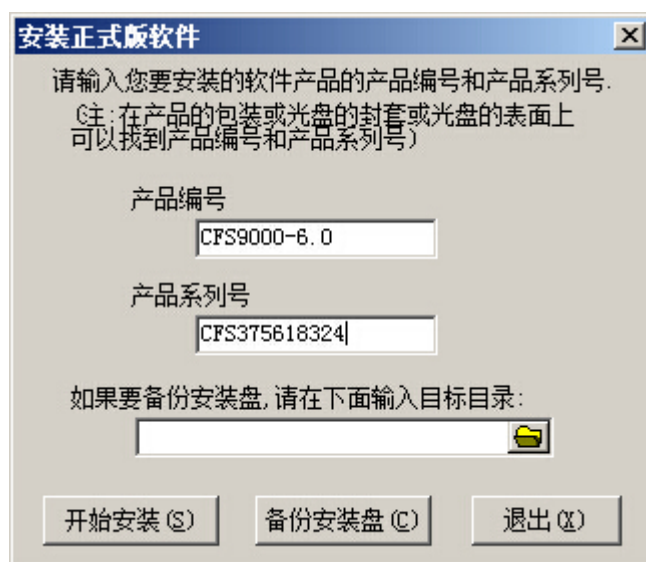 安装正式版软件
请输入您要安装的软件产品的产品编号和产品系列号.
(注:在产品的包装或光盘的封套或光盘的表面上
可以找到产品编号和产品系列号)
产品编号
CFS9000-6.0
产品系列号
CFS375618324
如果要备份安装盘,请在下面输入目标目录:
开始安装(S) 备份安装盘(C) 退出(X)